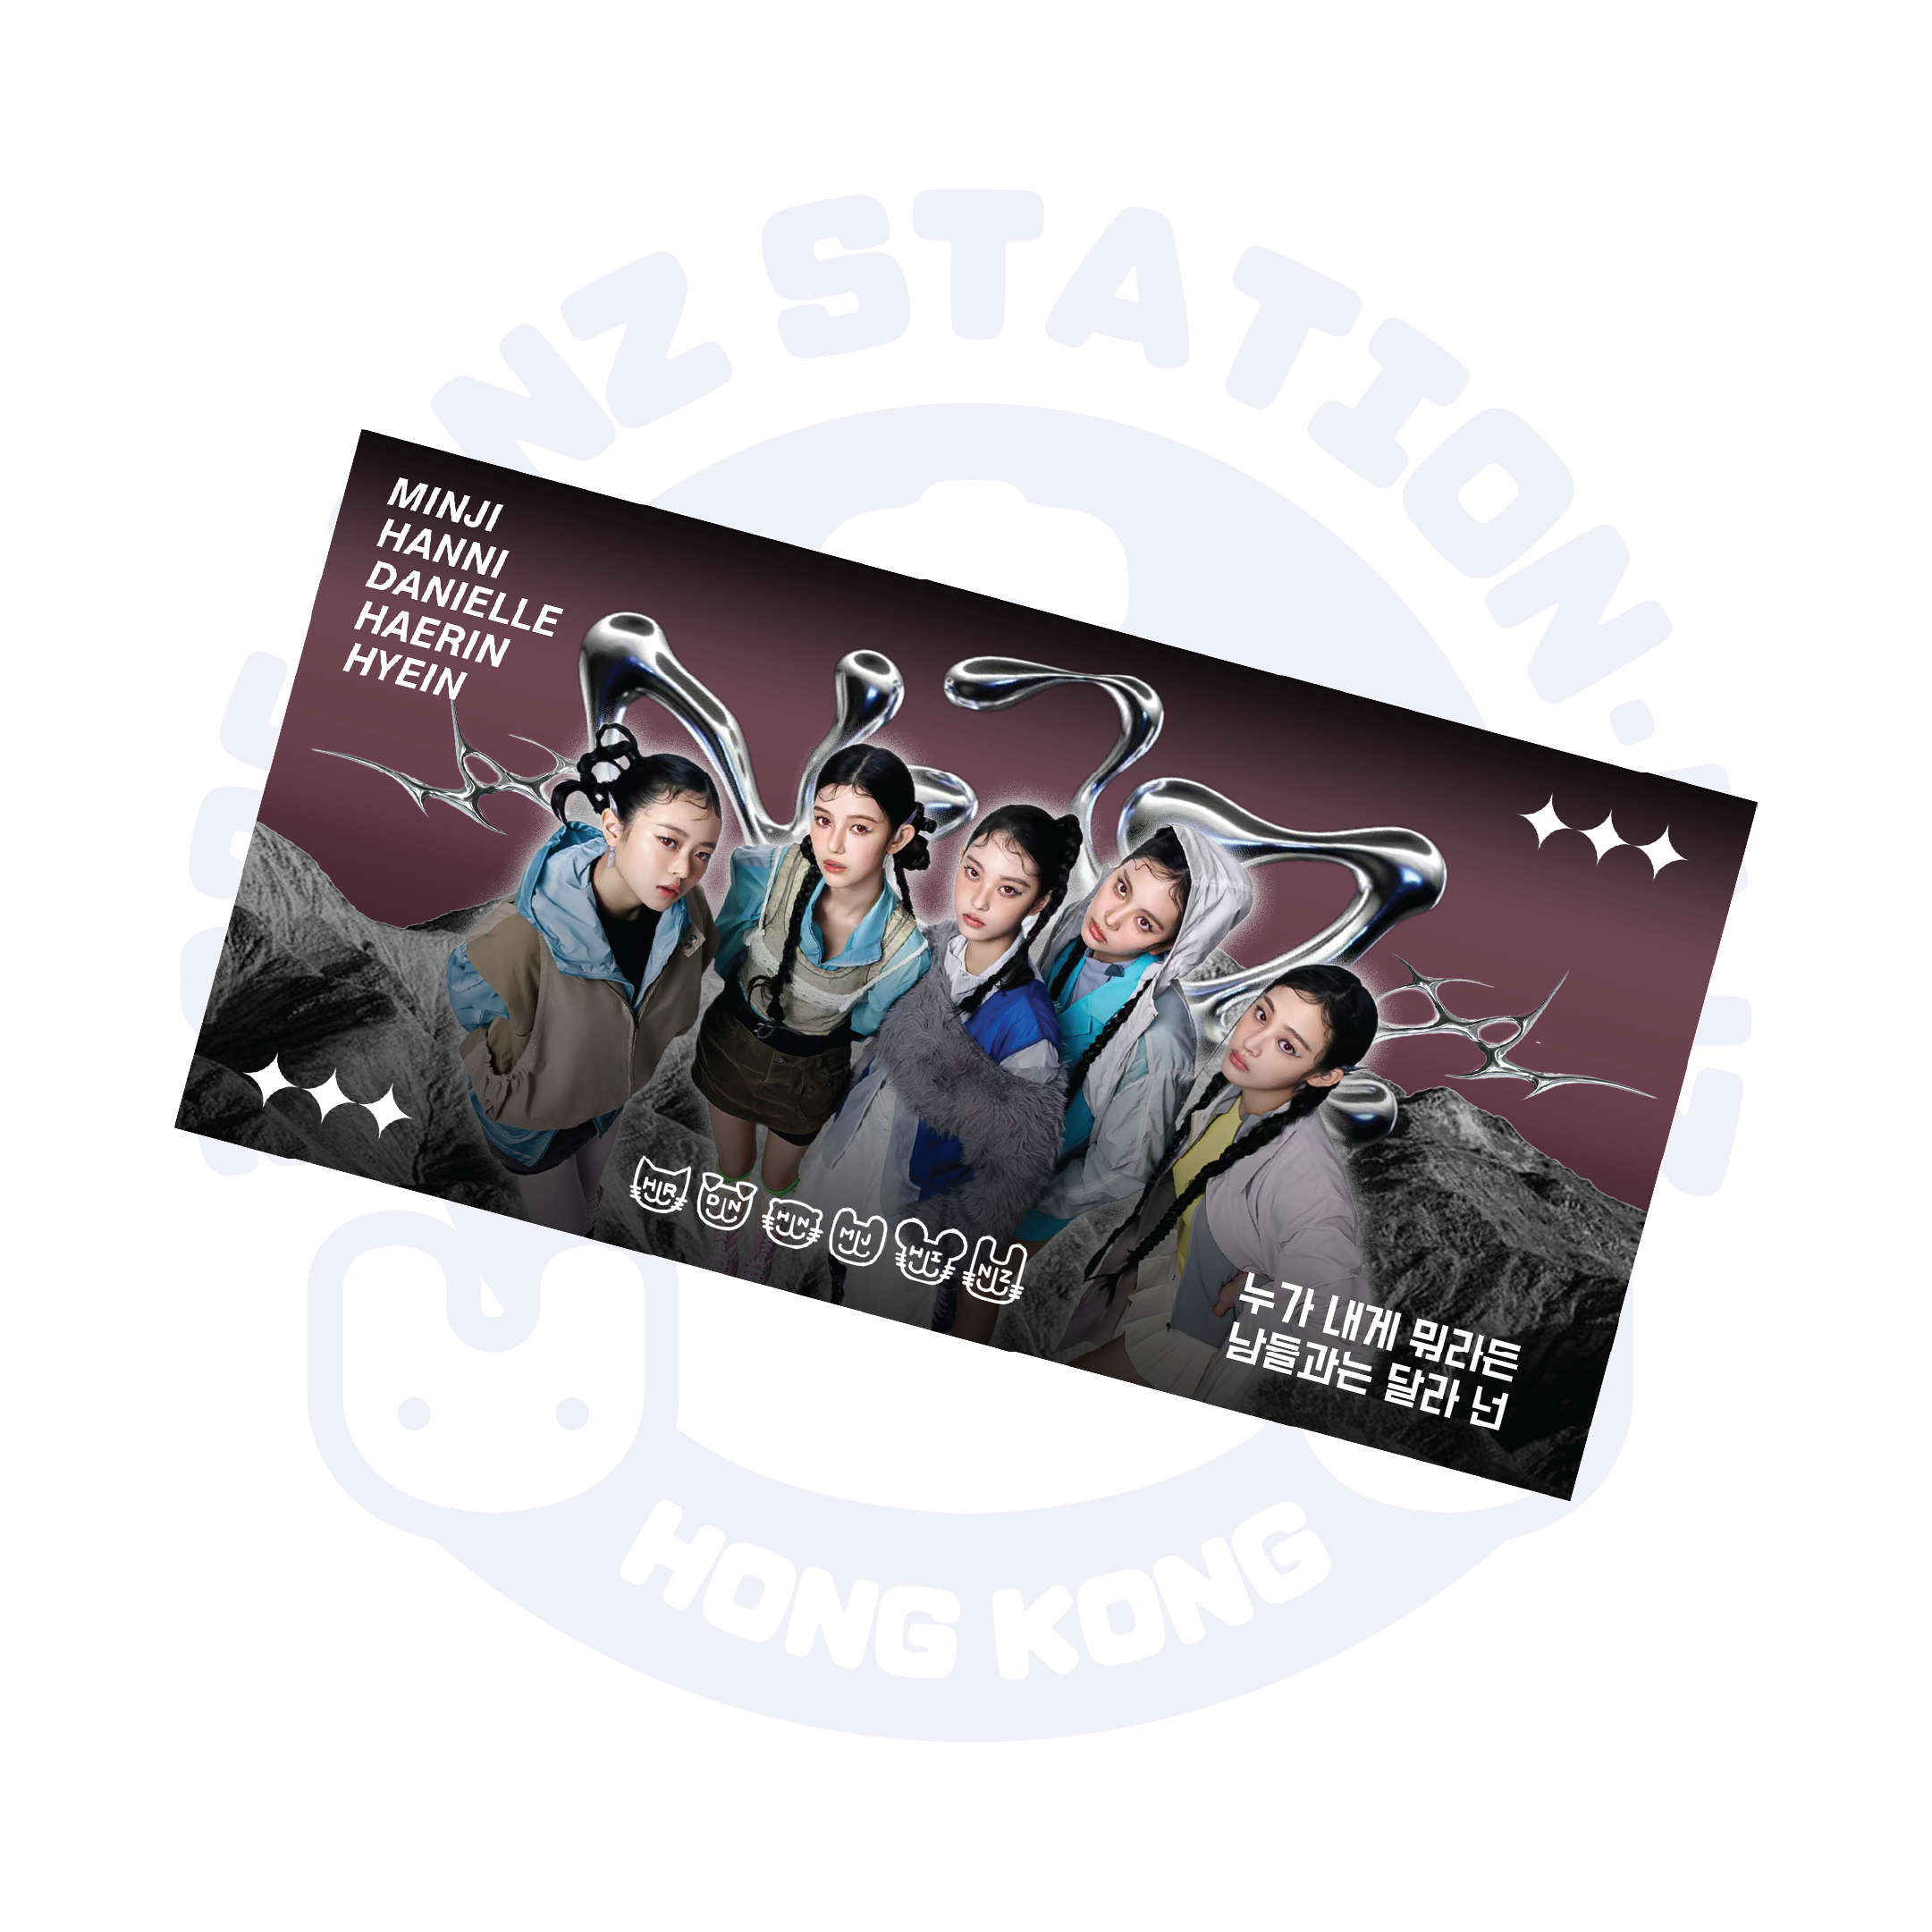 NZ STATION.
MINJI
HANNI
DANIELLE
HAERIN
HYEIN
HR
DN
HN
MJ
HI
NZ
누가 내게 뭐라든
남들과는 달라 넌
HONG KONG